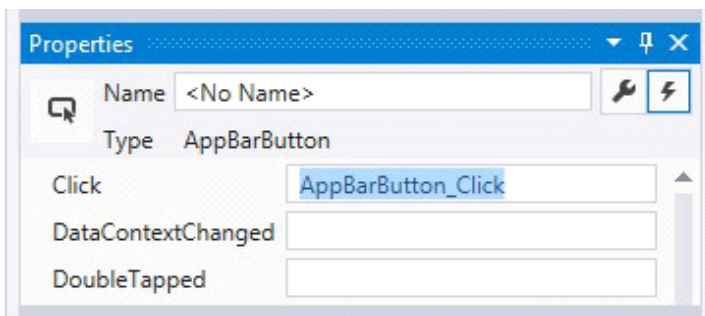 Properties
Name <No Name>
Type AppBarButton
Click AppBarButton_Click
DataContextChanged
DoubleTapped